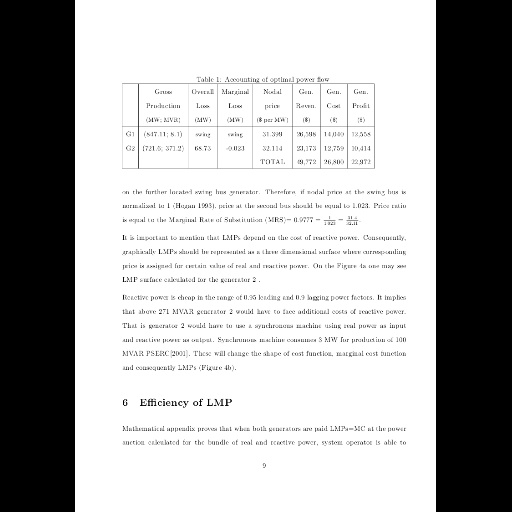 Table 1: Accounting of optimal power flow
Gross Overall Marginal Nodal Gen. Gen. Gen.
Production Loss Loss price Reven. Cost Profit
(MW; MVR) (MW) (MW) ($ per MW) ($) ($) ($)
G1 (847.11; 8.1) swing swing 31.399 26,598 14,040 12,558
G2 (721.6; 371.2) 68.73 -0.023 32.114 23,173 12,759 10,414
TOTAL 49,772 26,800 22,972
on the further located swing bus generator. Therefore, if nodal price at the swing bus is
normalized to 1 (Hogan 1993), price at the second bus should be equal to 1.023. Price ratio
is equal to the Marginal Rate of Substitution (MRS)= 0.9777 = 1/1.023 = 31.4/32.11.
It is important to mention that LMPs depend on the cost of reactive power. Consequently,
graphically LMPs should be represented as a three dimensional surface where corresponding
price is assigned for certain value of real and reactive power. On the Figure 4a one may see
LMP surface calculated for the generator 2 .
Reactive power is cheap in the range of 0.95 leading and 0.9 lagging power factors. It implies
that above 271 MVAR generator 2 would have to face additional costs of reactive power.
That is generator 2 would have to use a synchronous machine using real power as input
and reactive power as output. Synchronous machine consumes 3 MW for production of 100
MVAR PSERC[2001]. These will change the shape of cost function, marginal cost function
and consequently LMPs (Figure 4b).
6 Efficiency of LMP
Mathematical appendix proves that when both generators are paid LMPs=MC at the power
auction calculated for the bundle of real and reactive power, system operator is able to
9